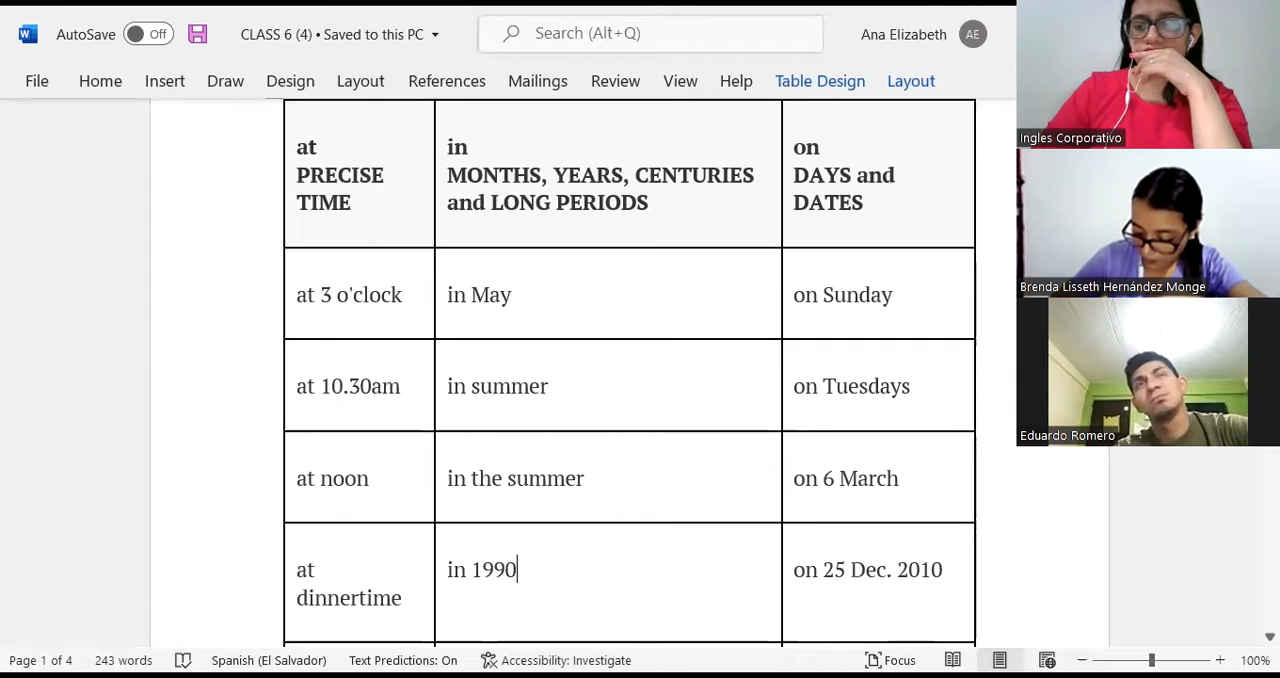 AutoSave Off CLASS 6 (4) • Saved to this PC Search (Alt+Q) Ana Elizabeth AE
File Home Insert Draw Design Layout References Mailings Review View Help Table Design Layout
at
PRECISE
TIME
in
MONTHS, YEARS, CENTURIES
and LONG PERIODS
on
DAYS and
DATES
at 3 o'clock
in May
on Sunday
at 10.30am
in summer
on Tuesdays
at noon
in the summer
on 6 March
at
dinnertime
in 1990
on 25 Dec. 2010
Ingles Corporativo
Brenda Lisseth Hernández Monge
Eduardo Romero
Page 1 of 4 243 words Spanish (El Salvador) Text Predictions: On Accessibility: Investigate Focus 100%